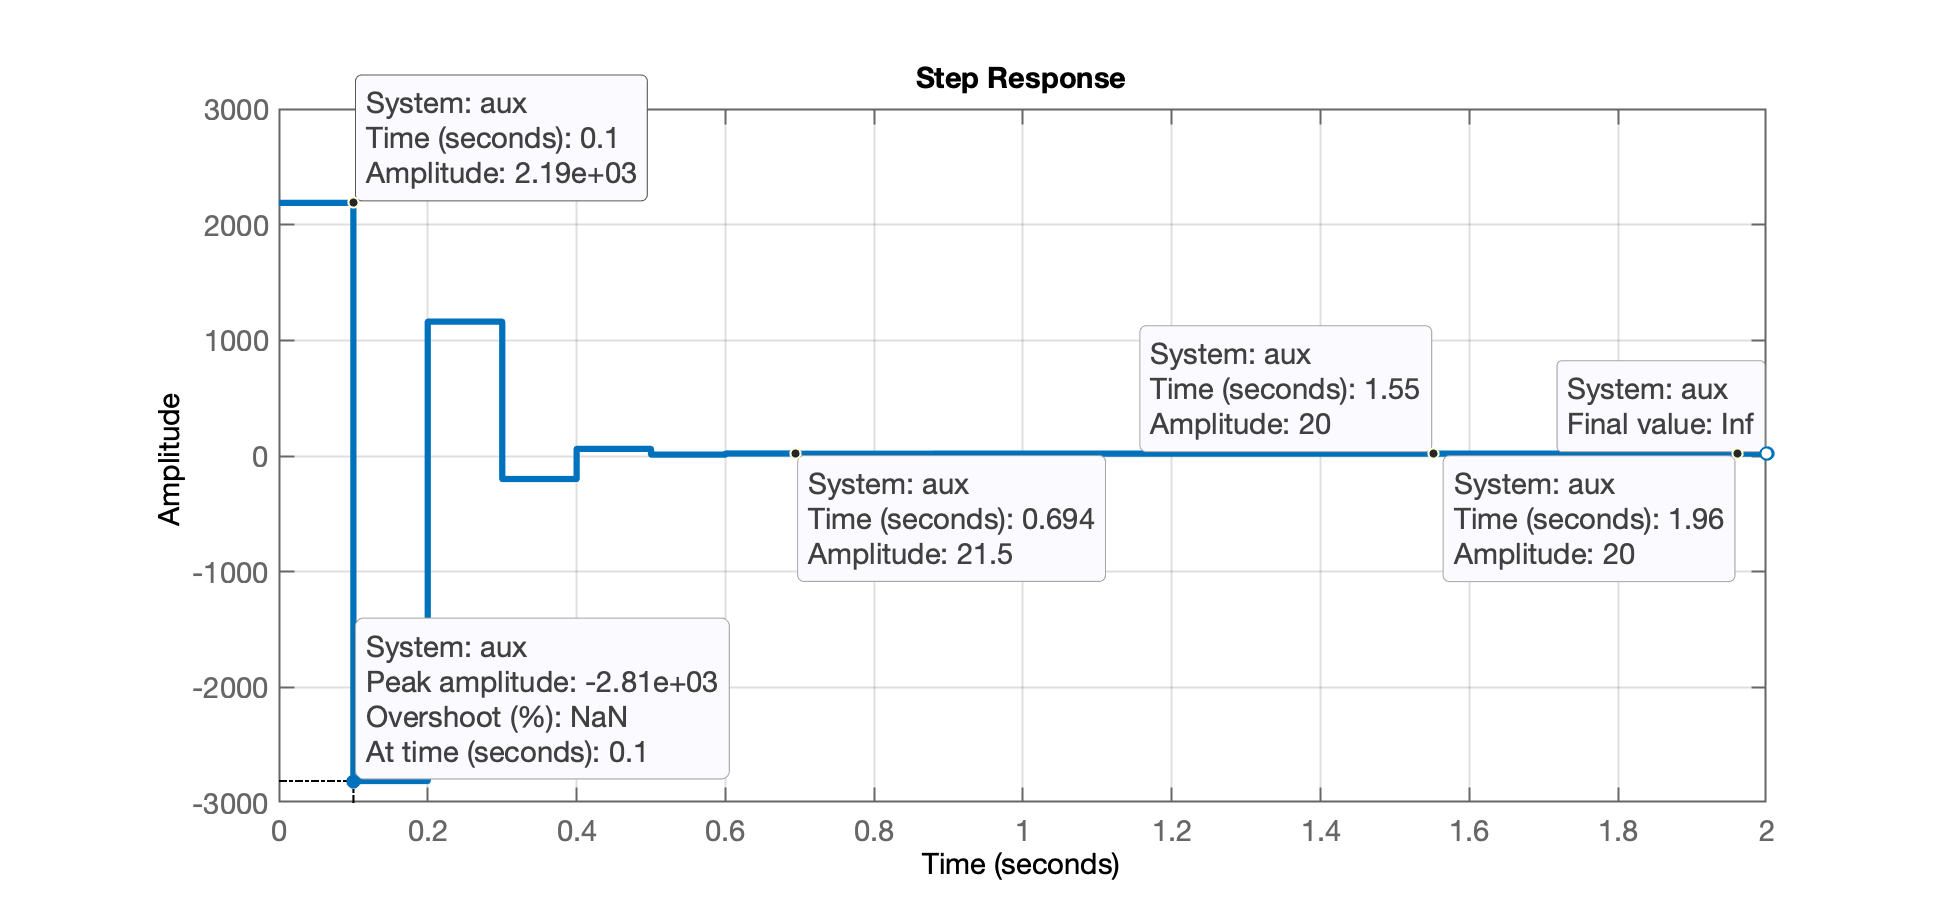 Step Response
System: aux
Time (seconds): 0.1
Amplitude: 2.19e+03
System: aux
Time (seconds): 1.55
Amplitude: 20
System: aux
Final value: Inf
System: aux
Time (seconds): 0.694
Amplitude: 21.5
System: aux
Time (seconds): 1.96
Amplitude: 20
System: aux
Peak amplitude: -2.81e+03
Overshoot (%): NaN
At time (seconds): 0.1
3000
2000
1000
0
-1000
-2000
-3000
Amplitude
0 0.2 0.4 0.6 0.8 1 1.2 1.4 1.6 1.8 2
Time (seconds)